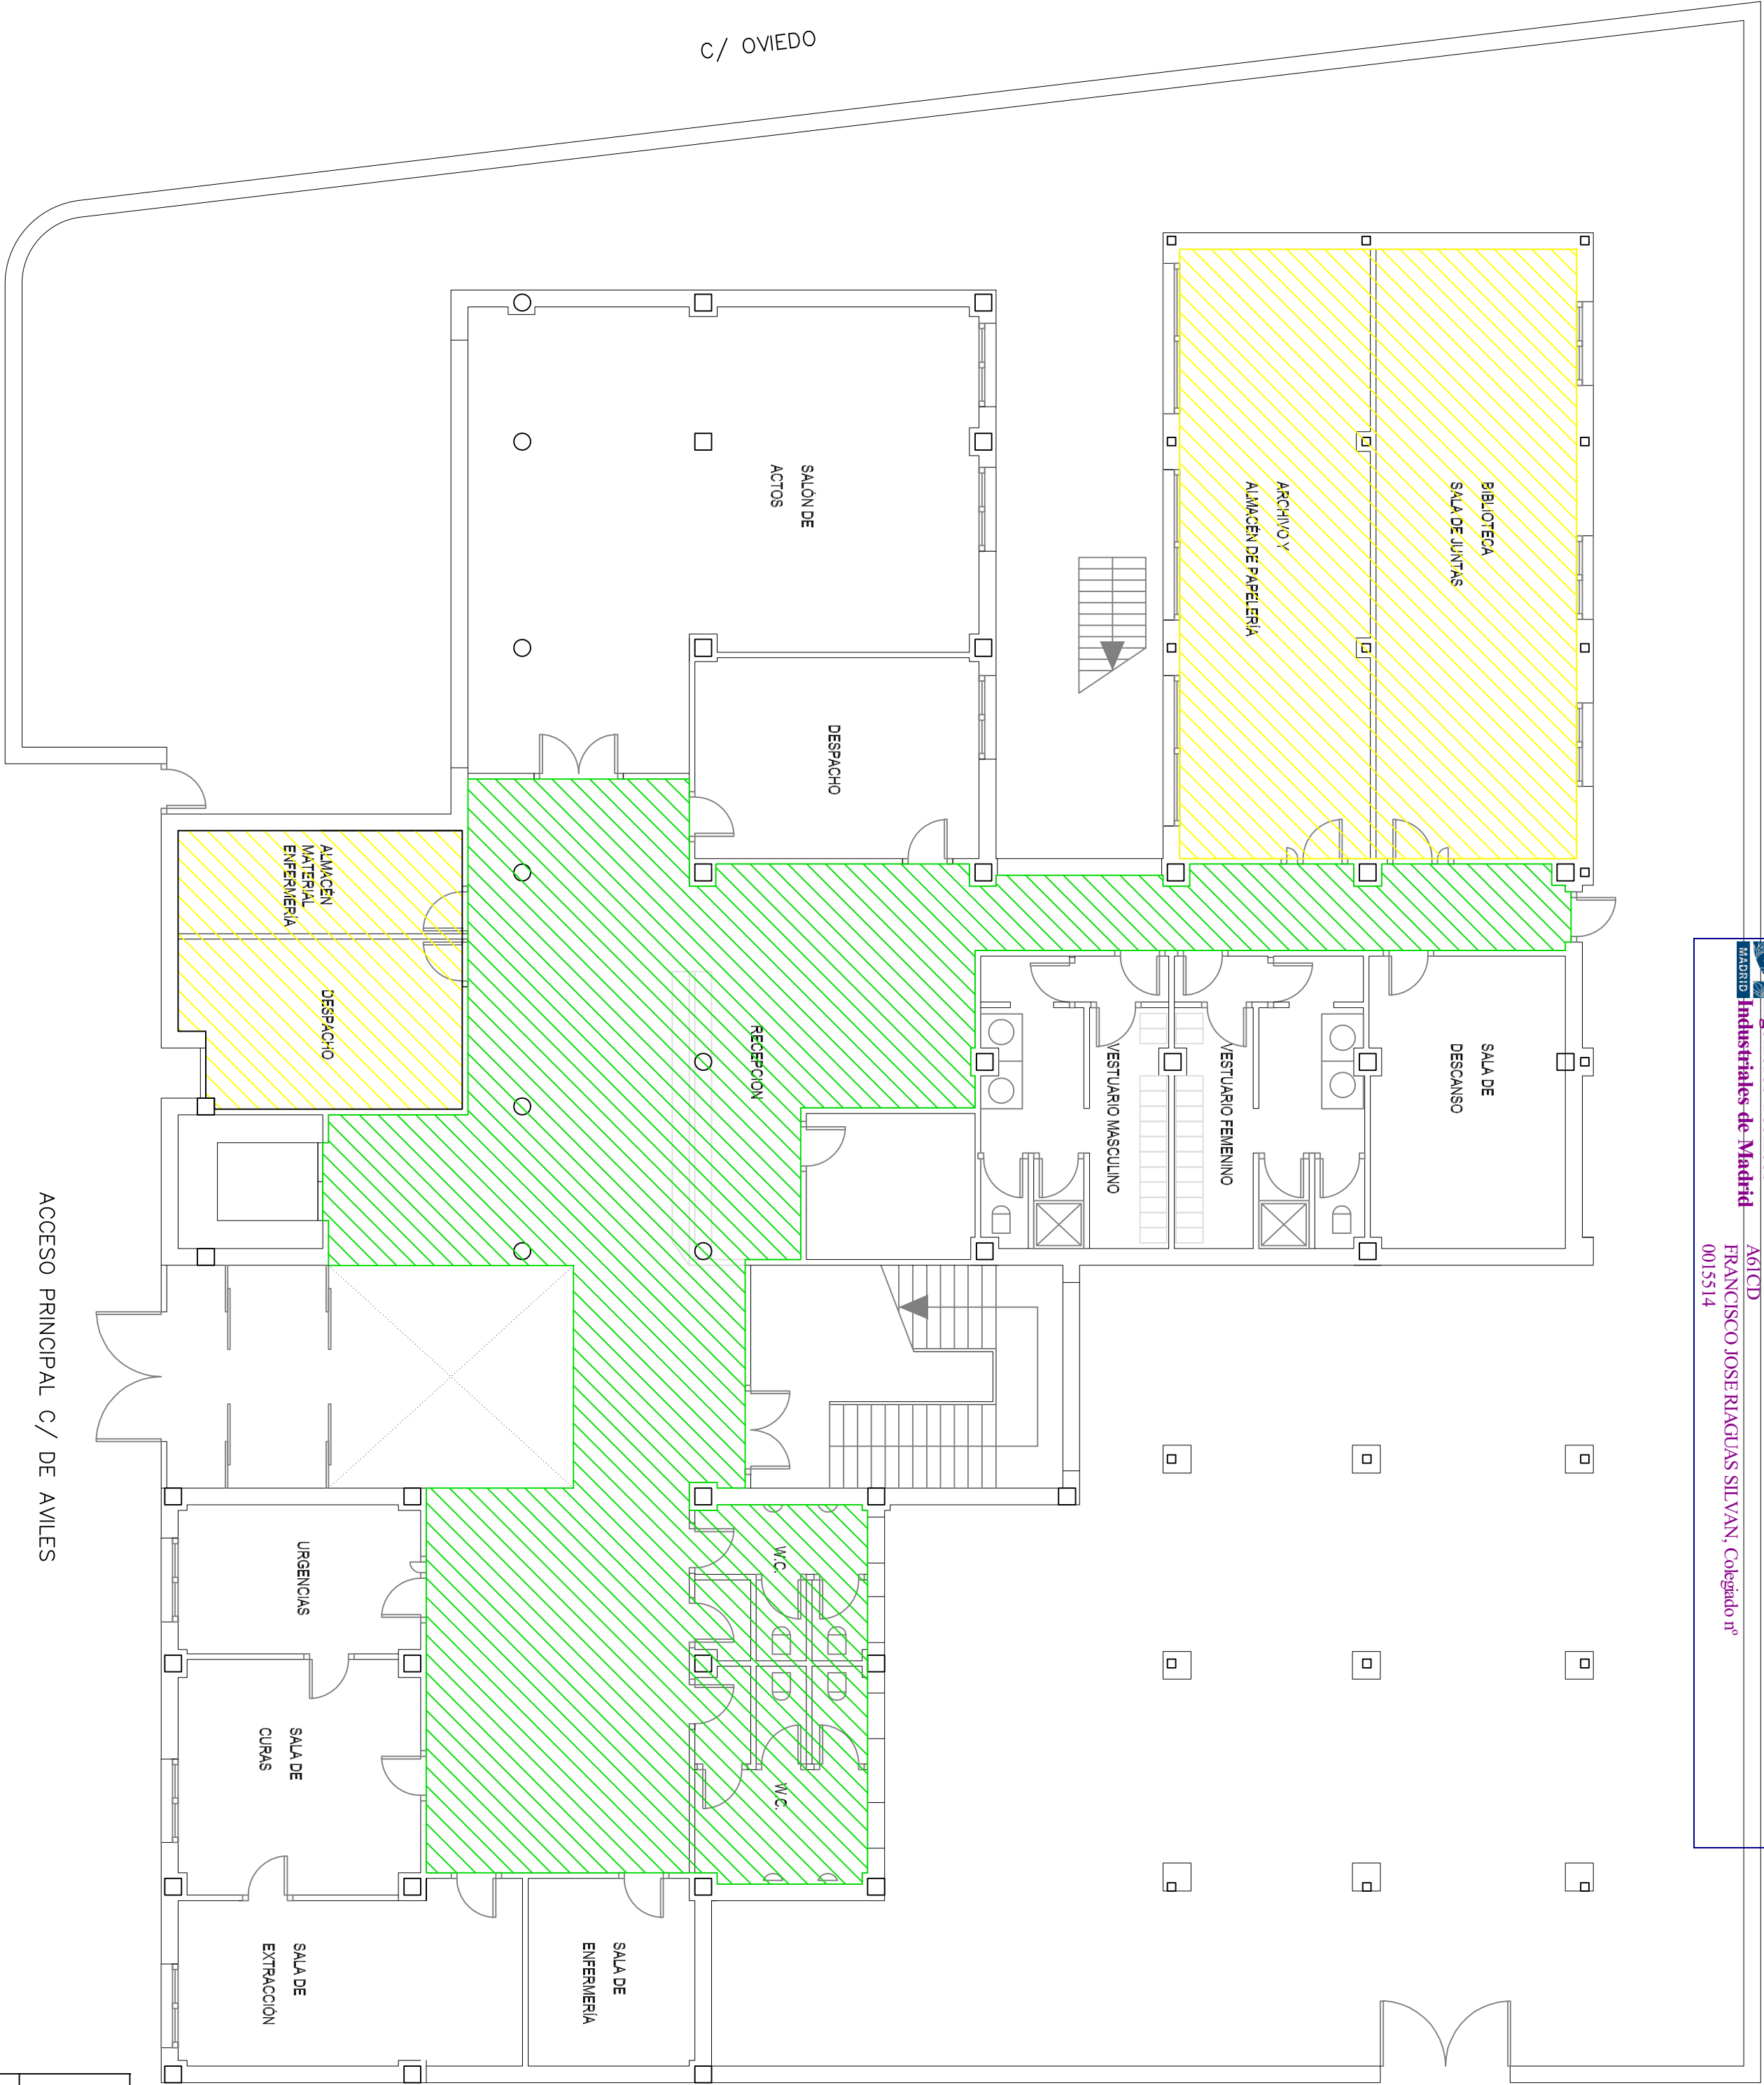 C/ OVIEDO
BIBLIOTECA
SALA DE JUNTAS
ARCHIVO Y
ALMACÉN DE PAPELERÍA
SALÓN DE
ACTOS
DESPACHO
ALMACÉN
MATERIAL
ENFERMERÍA
DESPACHO
RECEPCION
VESTUARIO MASCULINO
VESTUARIO FEMENINO
SALA DE
DESCANSO
MADRID
Industriales de Madrid
A61CD
FRANCISCO JOSE RIAGUAS SILVAN, Colegiado nº
0015514
ACCESO PRINCIPAL C/ DE AVILES
URGENCIAS
W.C.
SALA DE
CURAS
W.C.
SALA DE
EXTRACCIÓN
SALA DE
ENFERMERÍA